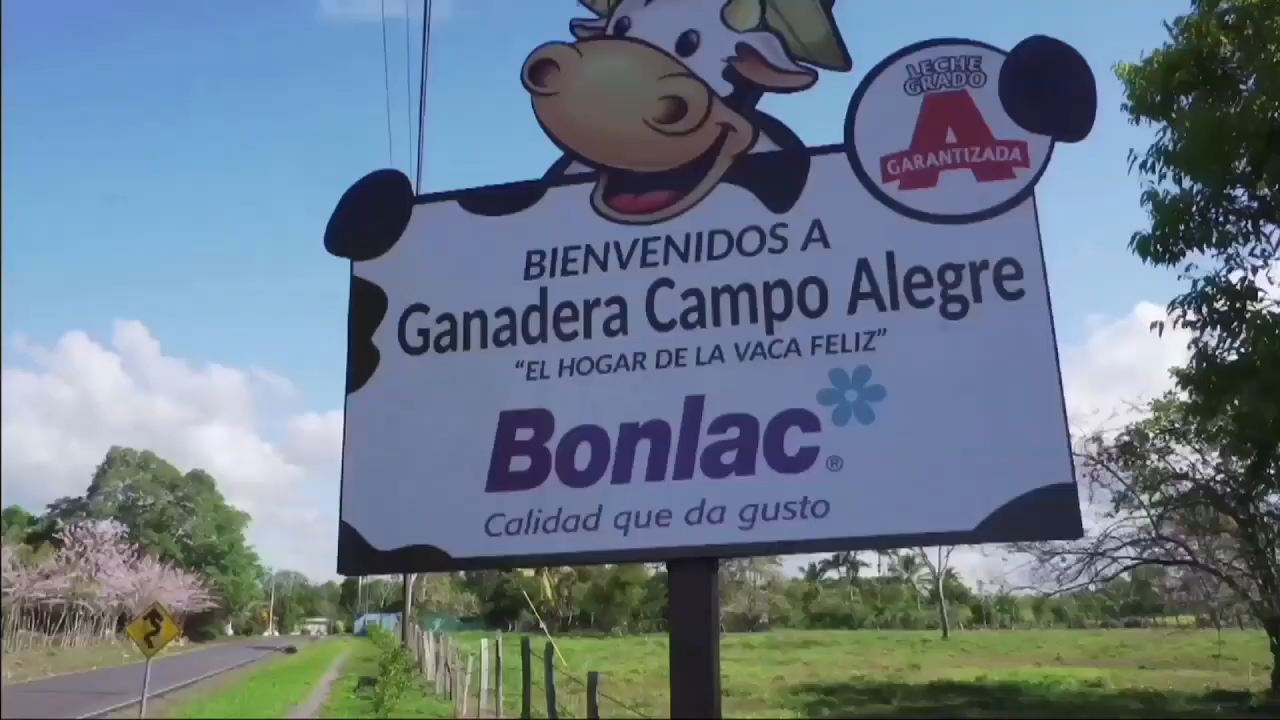 LECHE
GRADO
A
GARANTIZADA
BIENVENIDOS A
Ganadera Campo Alegre
“EL HOGAR DE LA VACA FELIZ”
Bonlac®
Calidad que da gusto